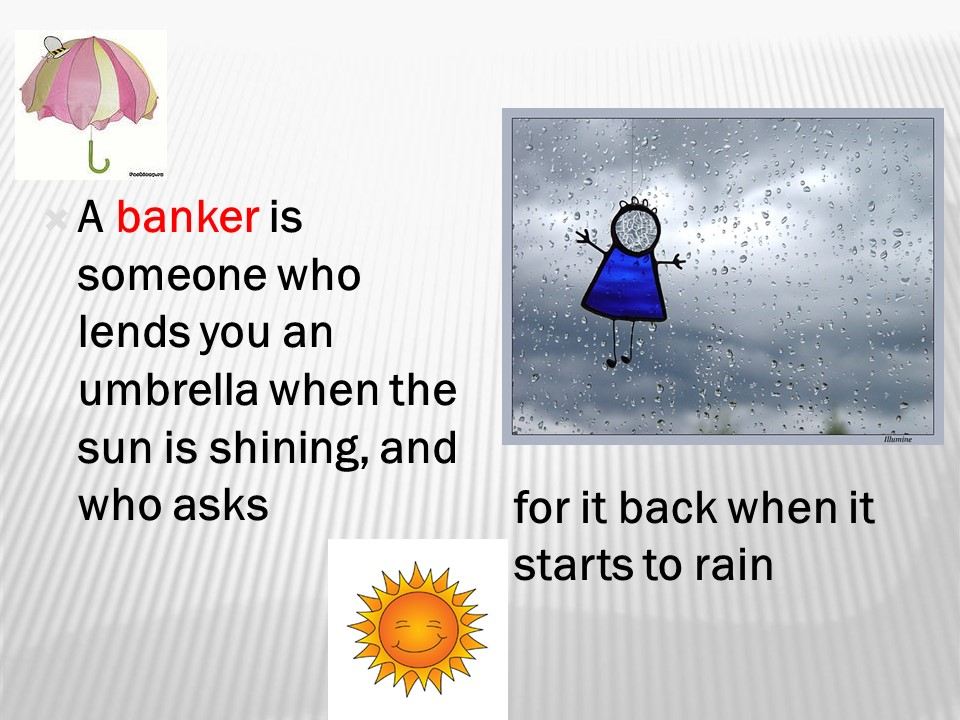 A banker is
someone who
lends you an
umbrella when the
sun is shining, and
who asks
for it back when it
starts to rain
Illumine